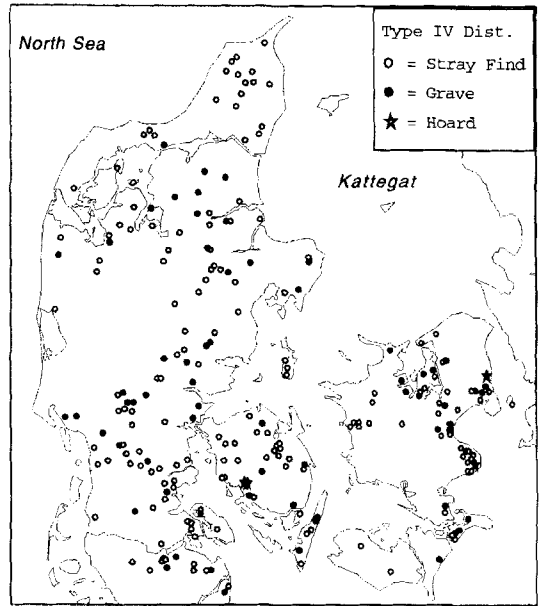 North Sea
Type IV Dist.
= Stray Find
= Grave
= Hoard
Kattegat